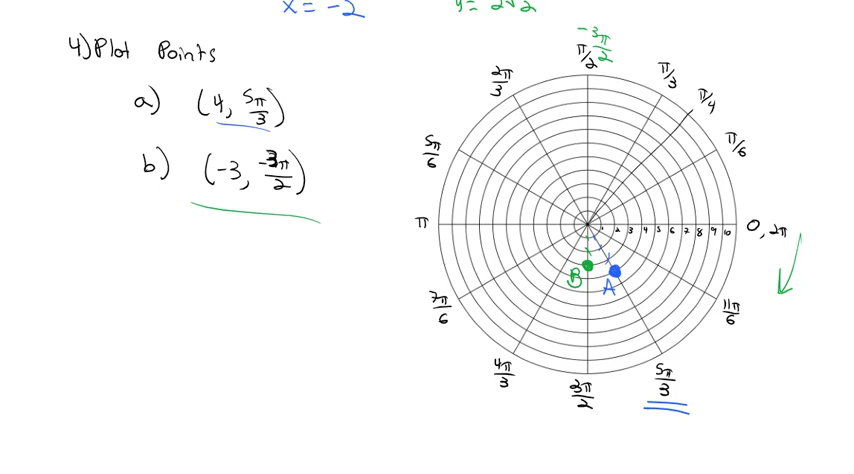 x = -2
y = 2√2
4) Plot Points
a) (4, 5π/3)
b) (-3, -3π/2)
-3π/2
π/2
2π/3
π/3
π/4
5π/6
π/6
π
1 2 3 4 5 6 7 8 9 10
0, 2π
B
A
7π/6
11π/6
4π/3
3π/2
5π/3